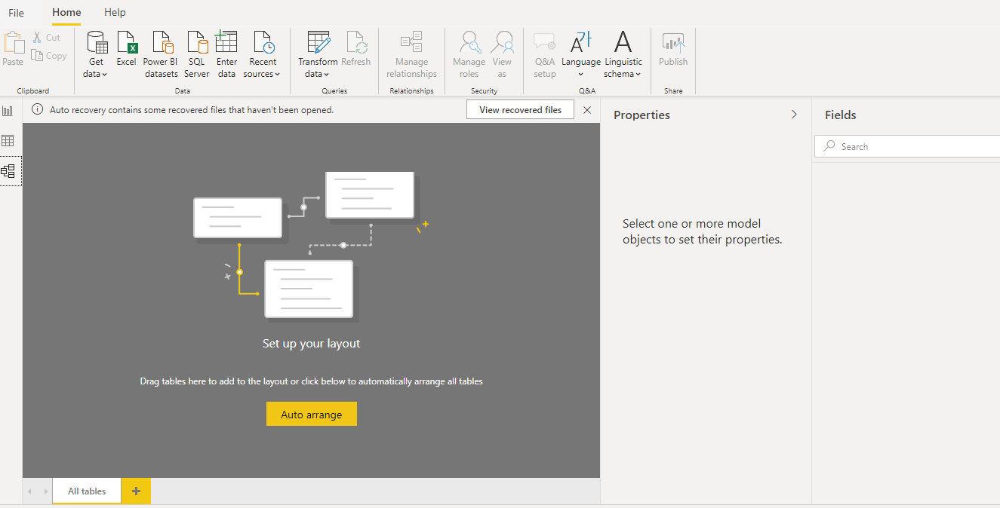 File Home Help
Paste
Cut
Copy
Clipboard
Get
data
Excel
Power BI
datasets
SQL
Server
Enter
data
Recent
sources
Data
Transform
data
Refresh
Queries
Manage
relationships
Relationships
Manage
roles
View
as
Security
Q&A
setup
Language
Linguistic
schema
Q&A
Publish
Share
Auto recovery contains some recovered files that haven't been opened.
View recovered files
Set up your layout
Drag tables here to add to the layout or click below to automatically arrange all tables
Auto arrange
All tables
Properties
Select one or more model
objects to set their properties.
Fields
Search